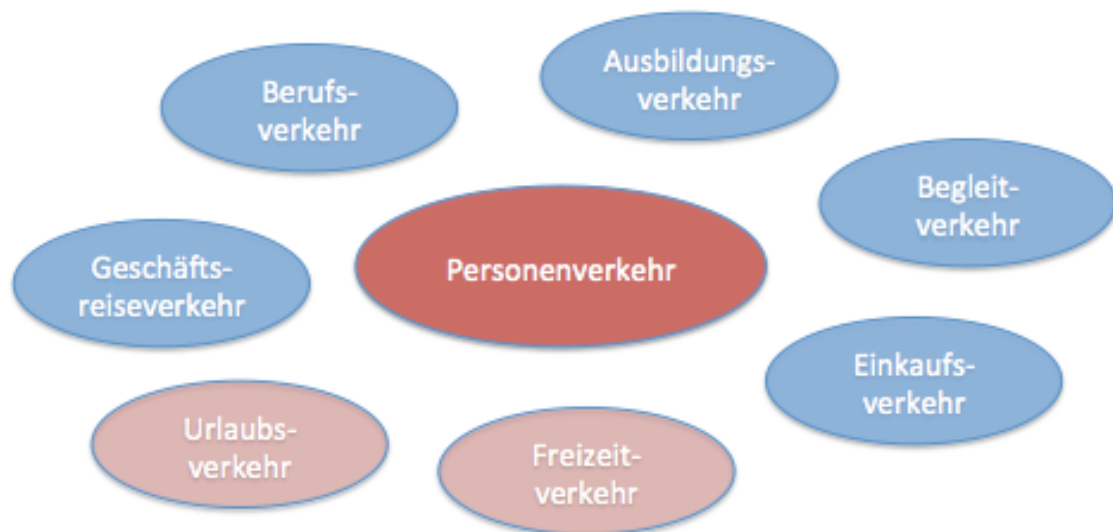 Ausbildungs-
verkehr
Berufs-
verkehr
Begleit-
verkehr
Personenverkehr
Geschäfts-
reiseverkehr
Einkaufs-
verkehr
Urlaubs-
verkehr
Freizeit-
verkehr